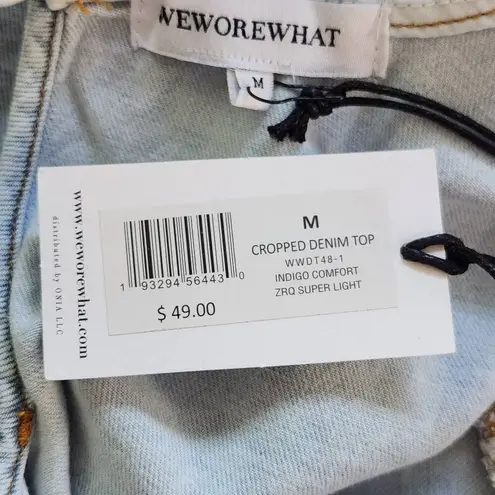 WEWOREWHAT
M
M
CROPPED DENIM TOP
WWDT48-1
INDIGO COMFORT
ZRQ SUPER LIGHT
1 93294 56443 0
$ 49.00
www.weworewhat.com
distributed by ONIA LLC